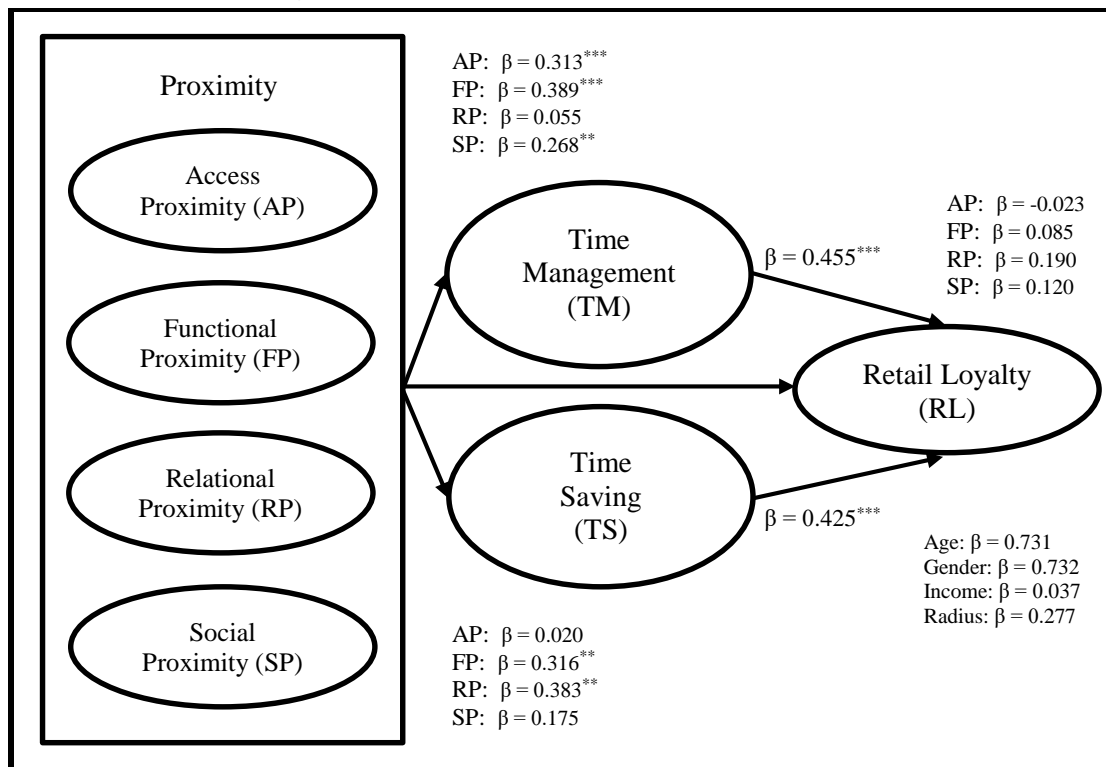 Proximity
Access
Proximity (AP)
Functional
Proximity (FP)
Relational
Proximity (RP)
Social
Proximity (SP)
AP: β = 0.313***
FP: β = 0.389***
RP: β = 0.055
SP: β = 0.268**
Time
Management
(TM)
β = 0.455***
AP: β = -0.023
FP: β = 0.085
RP: β = 0.190
SP: β = 0.120
Retail Loyalty
(RL)
Time
Saving
(TS)
β = 0.425***
Age: β = 0.731
Gender: β = 0.732
Income: β = 0.037
Radius: β = 0.277
AP: β = 0.020
FP: β = 0.316**
RP: β = 0.383**
SP: β = 0.175